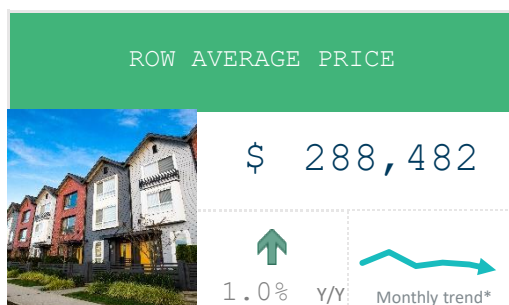 ROW AVERAGE PRICE
$ 288,482
1.0% Y/Y
Monthly trend*